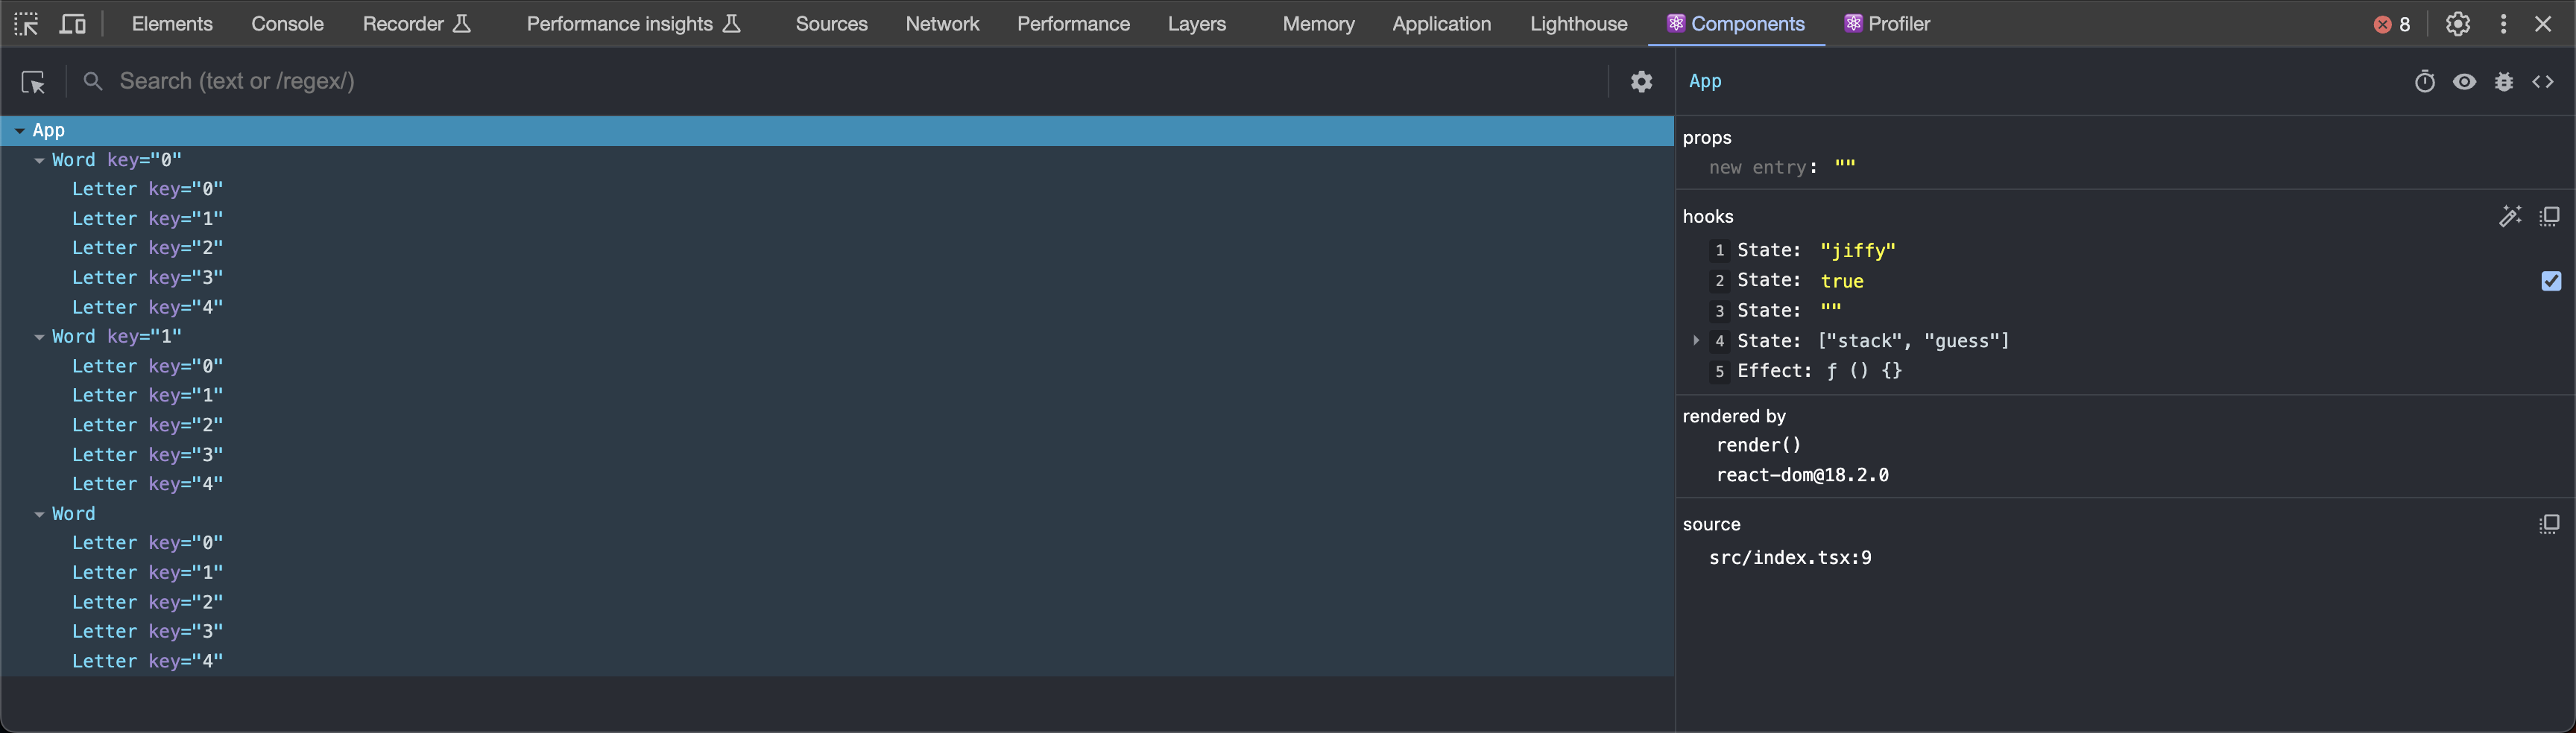 Elements Console Recorder Performance insights Sources Network Performance Layers Memory Application Lighthouse Components Profiler 8
Search (text or /regex/)
App
Word key="0"
Letter key="0"
Letter key="1"
Letter key="2"
Letter key="3"
Letter key="4"
Word key="1"
Letter key="0"
Letter key="1"
Letter key="2"
Letter key="3"
Letter key="4"
Word
Letter key="0"
Letter key="1"
Letter key="2"
Letter key="3"
Letter key="4"
App
props
new entry: ""
hooks
1 State: "jiffy"
2 State: true
3 State: ""
4 State: ["stack", "guess"]
5 Effect: ƒ () {}
rendered by
render()
react-dom@18.2.0
source
src/index.tsx:9